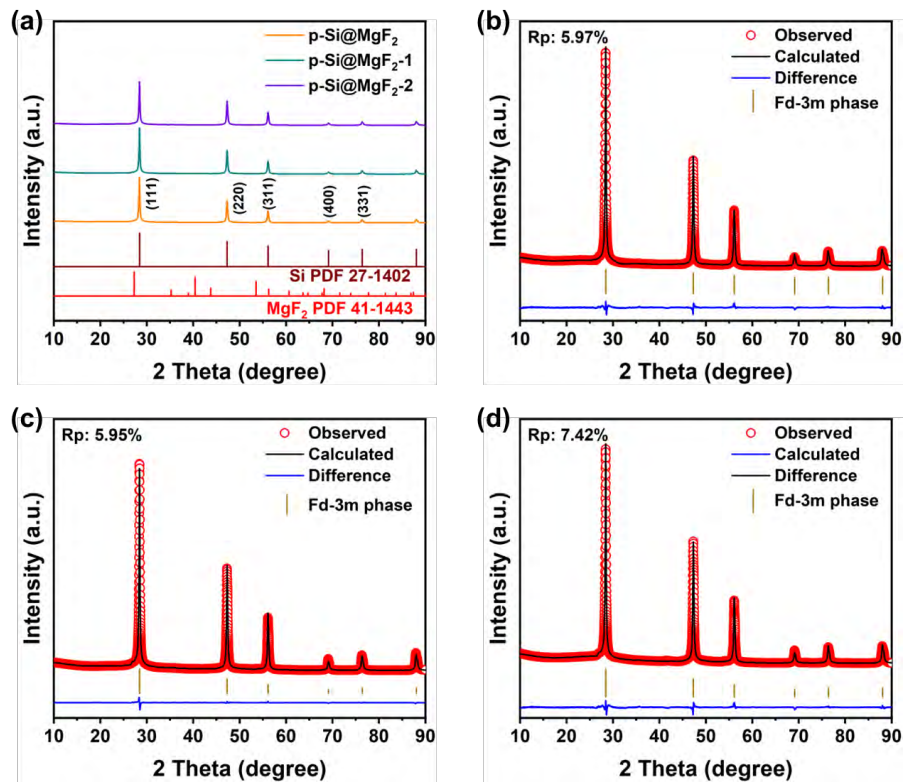 (a)
p-Si@MgF₂
p-Si@MgF₂-1
p-Si@MgF₂-2
(111)
(220)
(311)
(400)
(331)
Si PDF 27-1402
MgF₂ PDF 41-1443
Intensity (a.u.)
10 20 30 40 50 60 70 80 90
2 Theta (degree)
(b)
Rp: 5.97%
Observed
Calculated
Difference
Fd-3m phase
Intensity (a.u.)
10 20 30 40 50 60 70 80 90
2 Theta (degree)
(c)
Rp: 5.95%
Observed
Calculated
Difference
Fd-3m phase
Intensity (a.u.)
10 20 30 40 50 60 70 80 90
2 Theta (degree)
(d)
Rp: 7.42%
Observed
Calculated
Difference
Fd-3m phase
Intensity (a.u.)
10 20 30 40 50 60 70 80 90
2 Theta (degree)